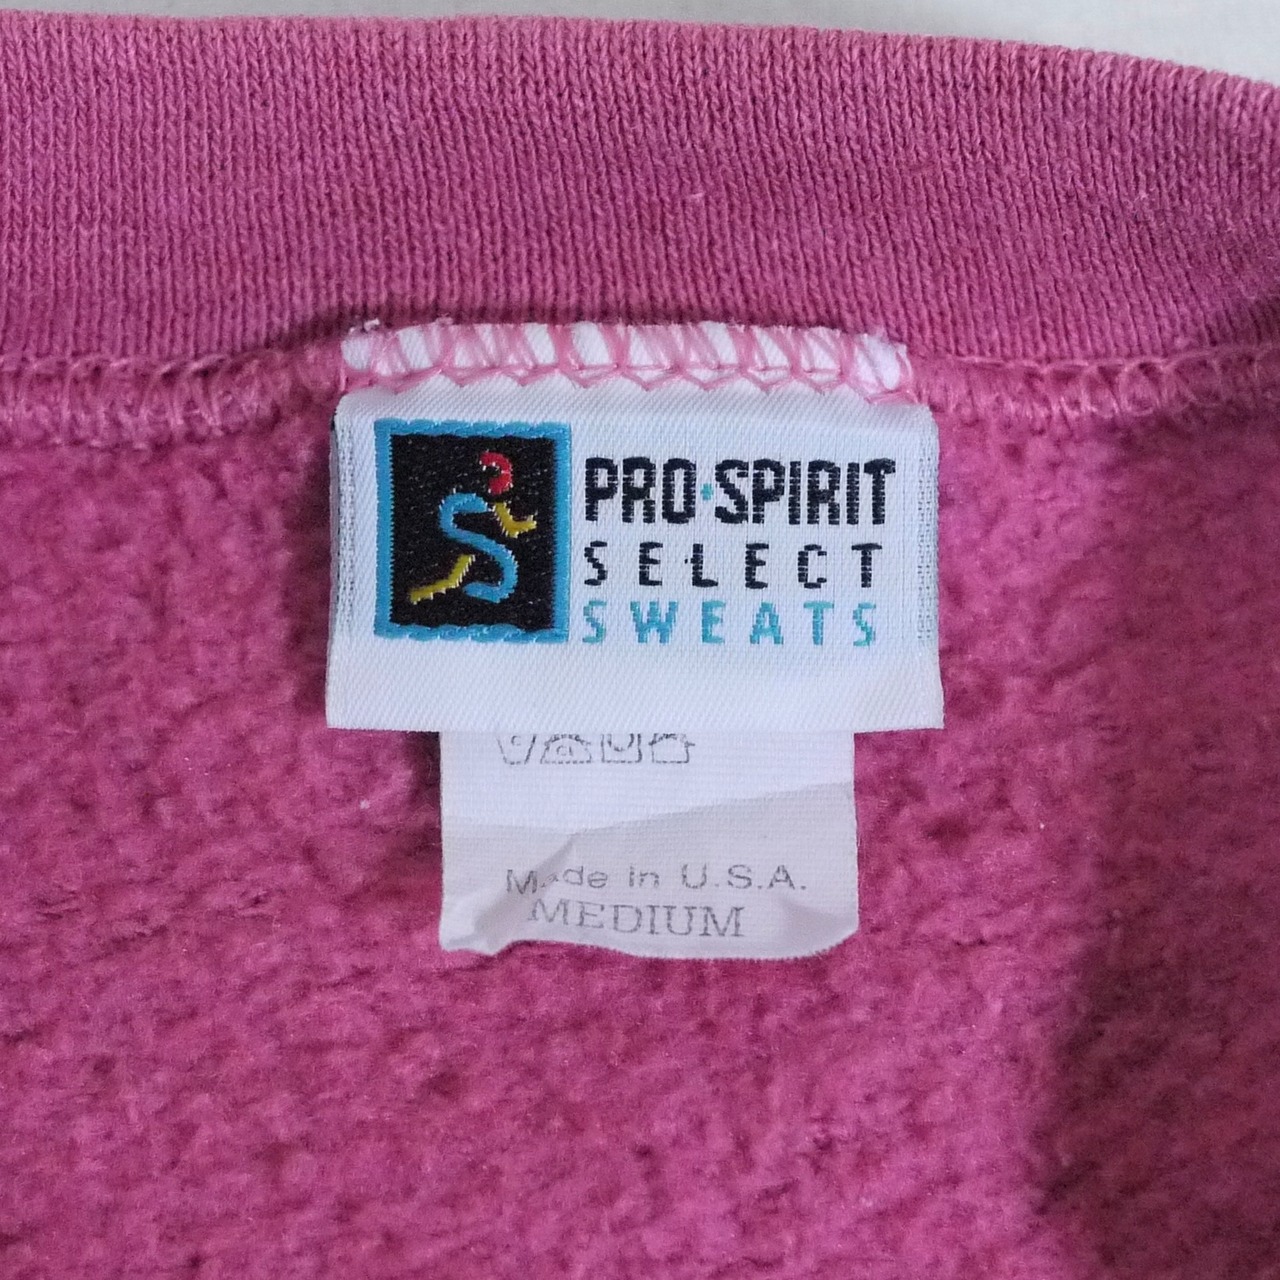 PRO·SPIRIT
SELECT
SWEATS
Made in U.S.A.
MEDIUM